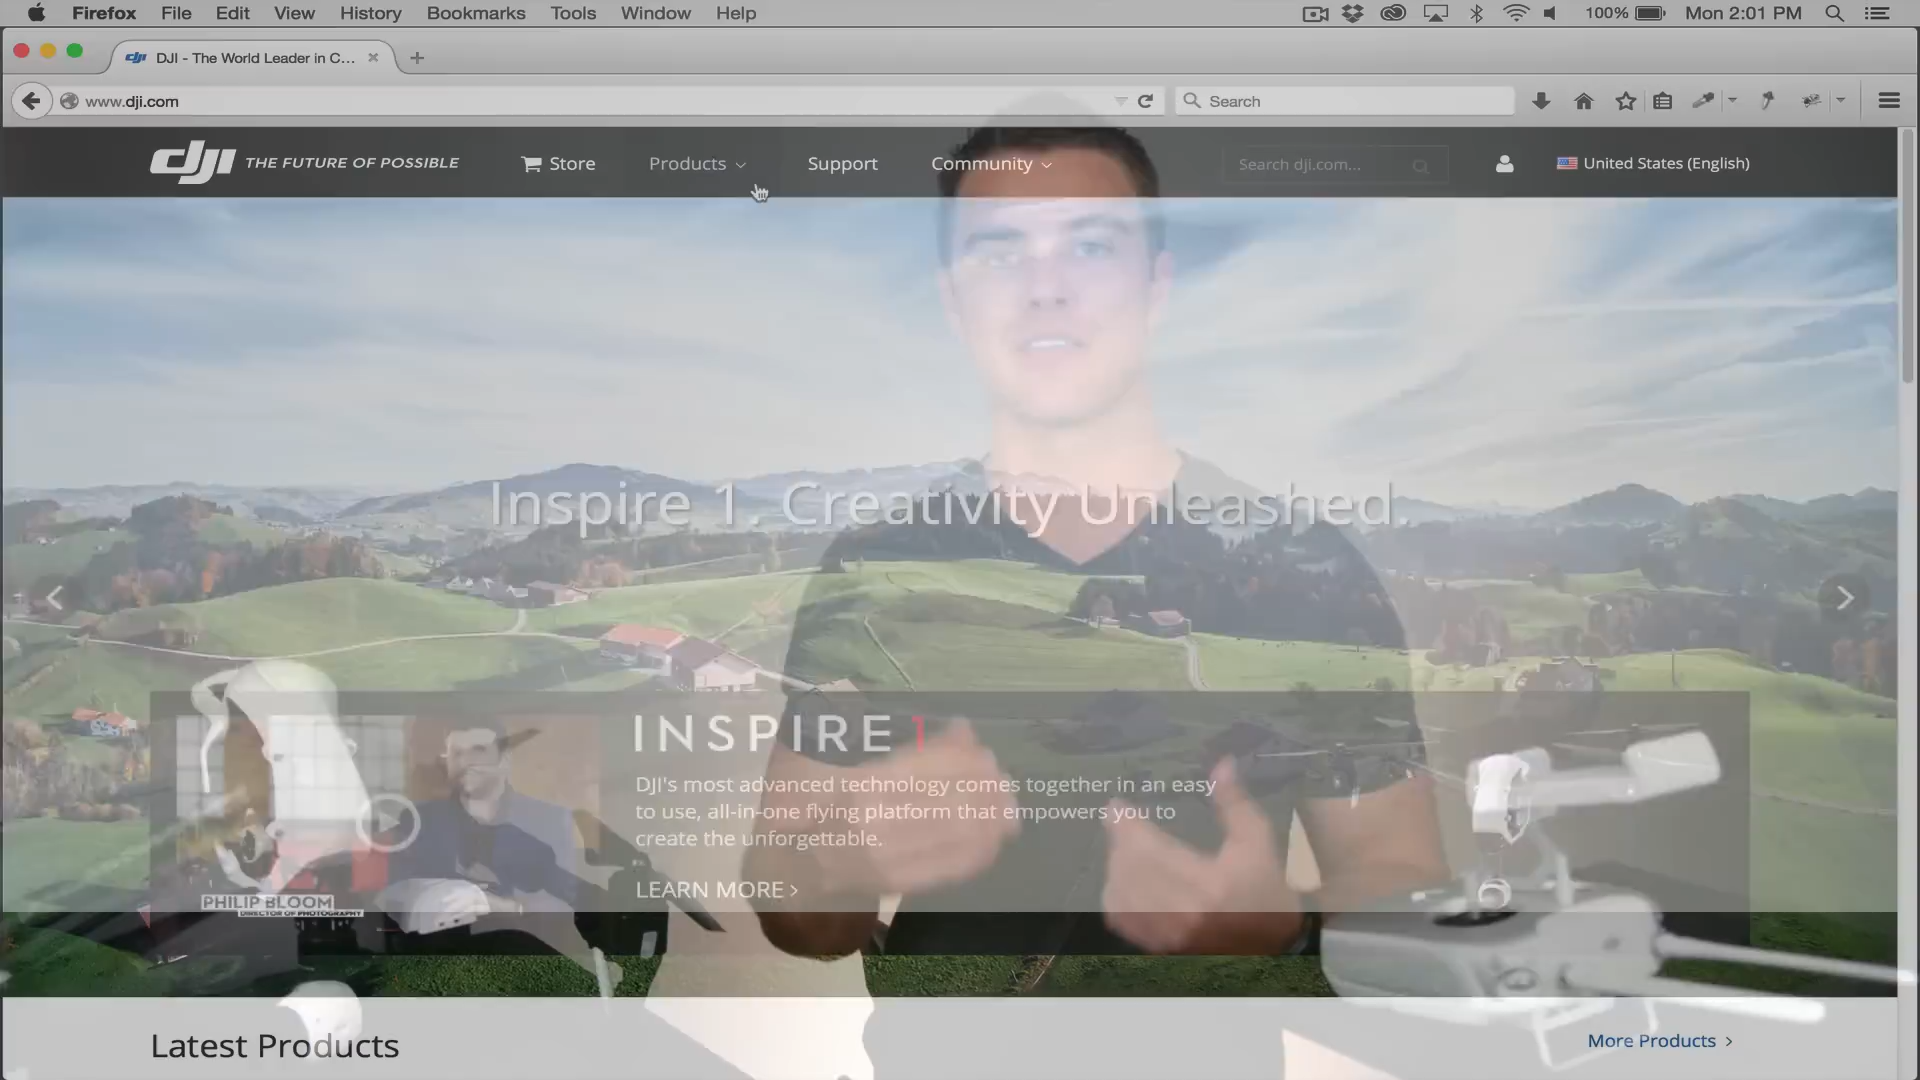 Firefox File Edit View History Bookmarks Tools Window Help 100% Mon 2:01 PM
DJI - The World Leader in C...
www.dji.com Search
dji THE FUTURE OF POSSIBLE Store Products Support Community Search dji.com... United States (English)
Inspire 1. Creativity Unleashed.
INSPIRE 1
DJI's most advanced technology comes together in an easy
to use, all-in-one flying platform that empowers you to
create the unforgettable.
LEARN MORE >
PHILIP BLOOM
DIRECTOR OF PHOTOGRAPHY
Latest Products More Products >